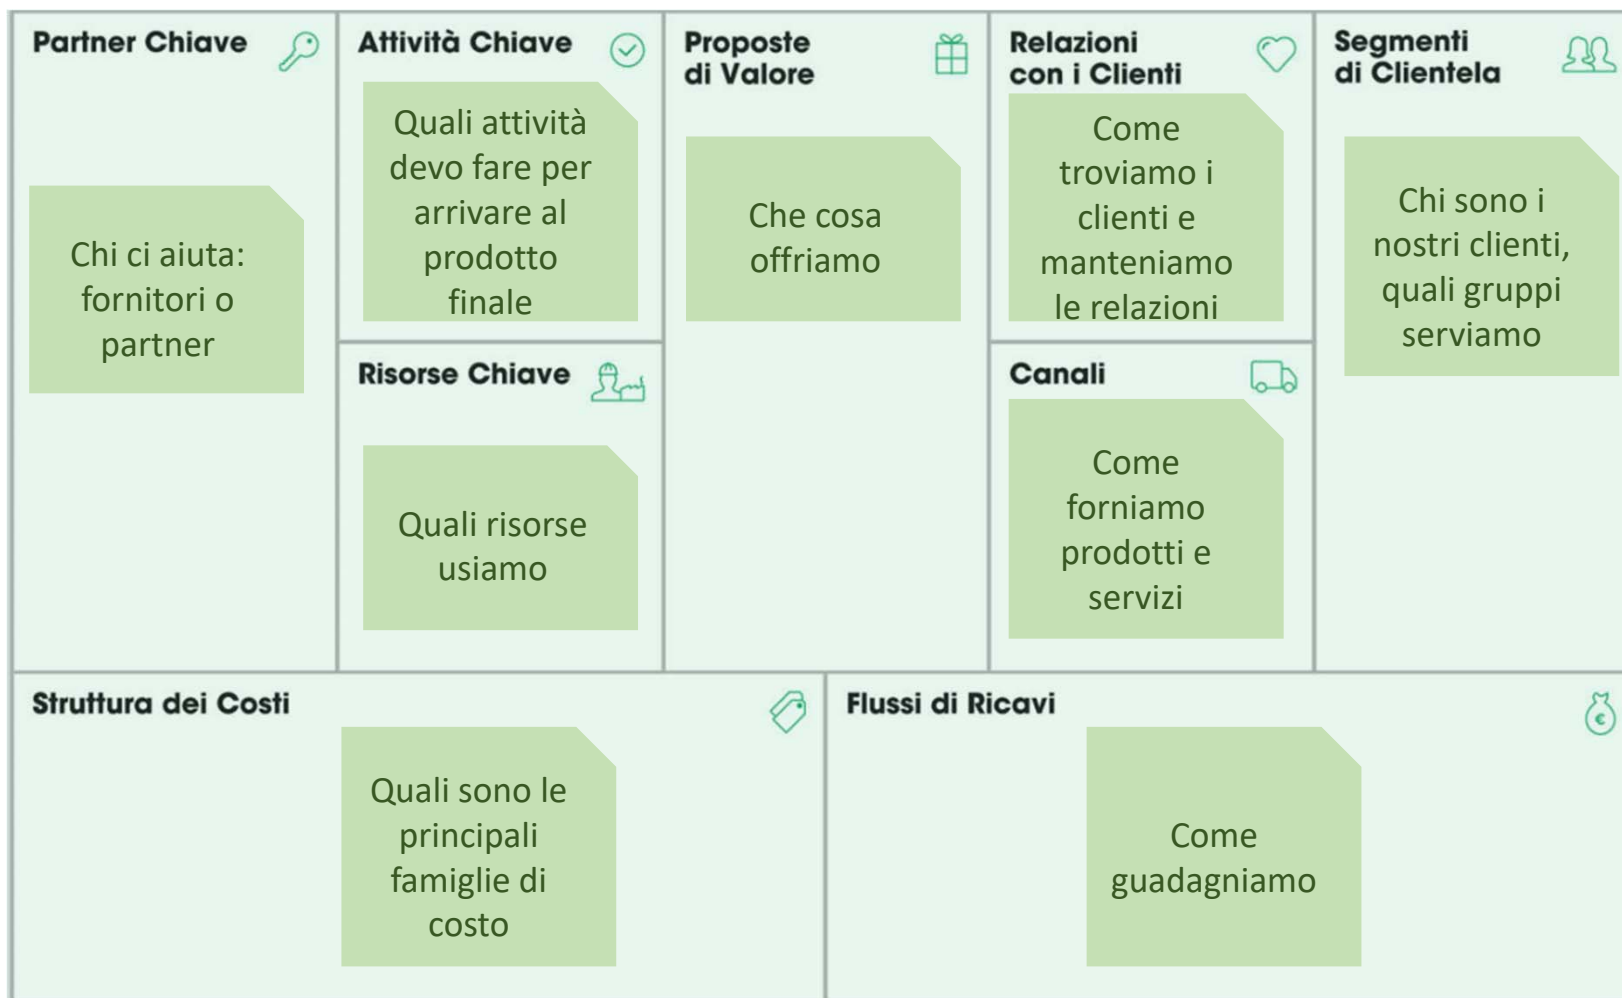 Partner Chiave
Chi ci aiuta:
fornitori o
partner
Attività Chiave
Quali attività
devo fare per
arrivare al
prodotto
finale
Risorse Chiave
Quali risorse
usiamo
Proposte
di Valore
Che cosa
offriamo
Relazioni
con i Clienti
Come
troviamo i
clienti e
manteniamo
le relazioni
Canali
Come
forniamo
prodotti e
servizi
Segmenti
di Clientela
Chi sono i
nostri clienti,
quali gruppi
serviamo
Struttura dei Costi
Quali sono le
principali
famiglie di
costo
Flussi di Ricavi
€
Come
guadagniamo